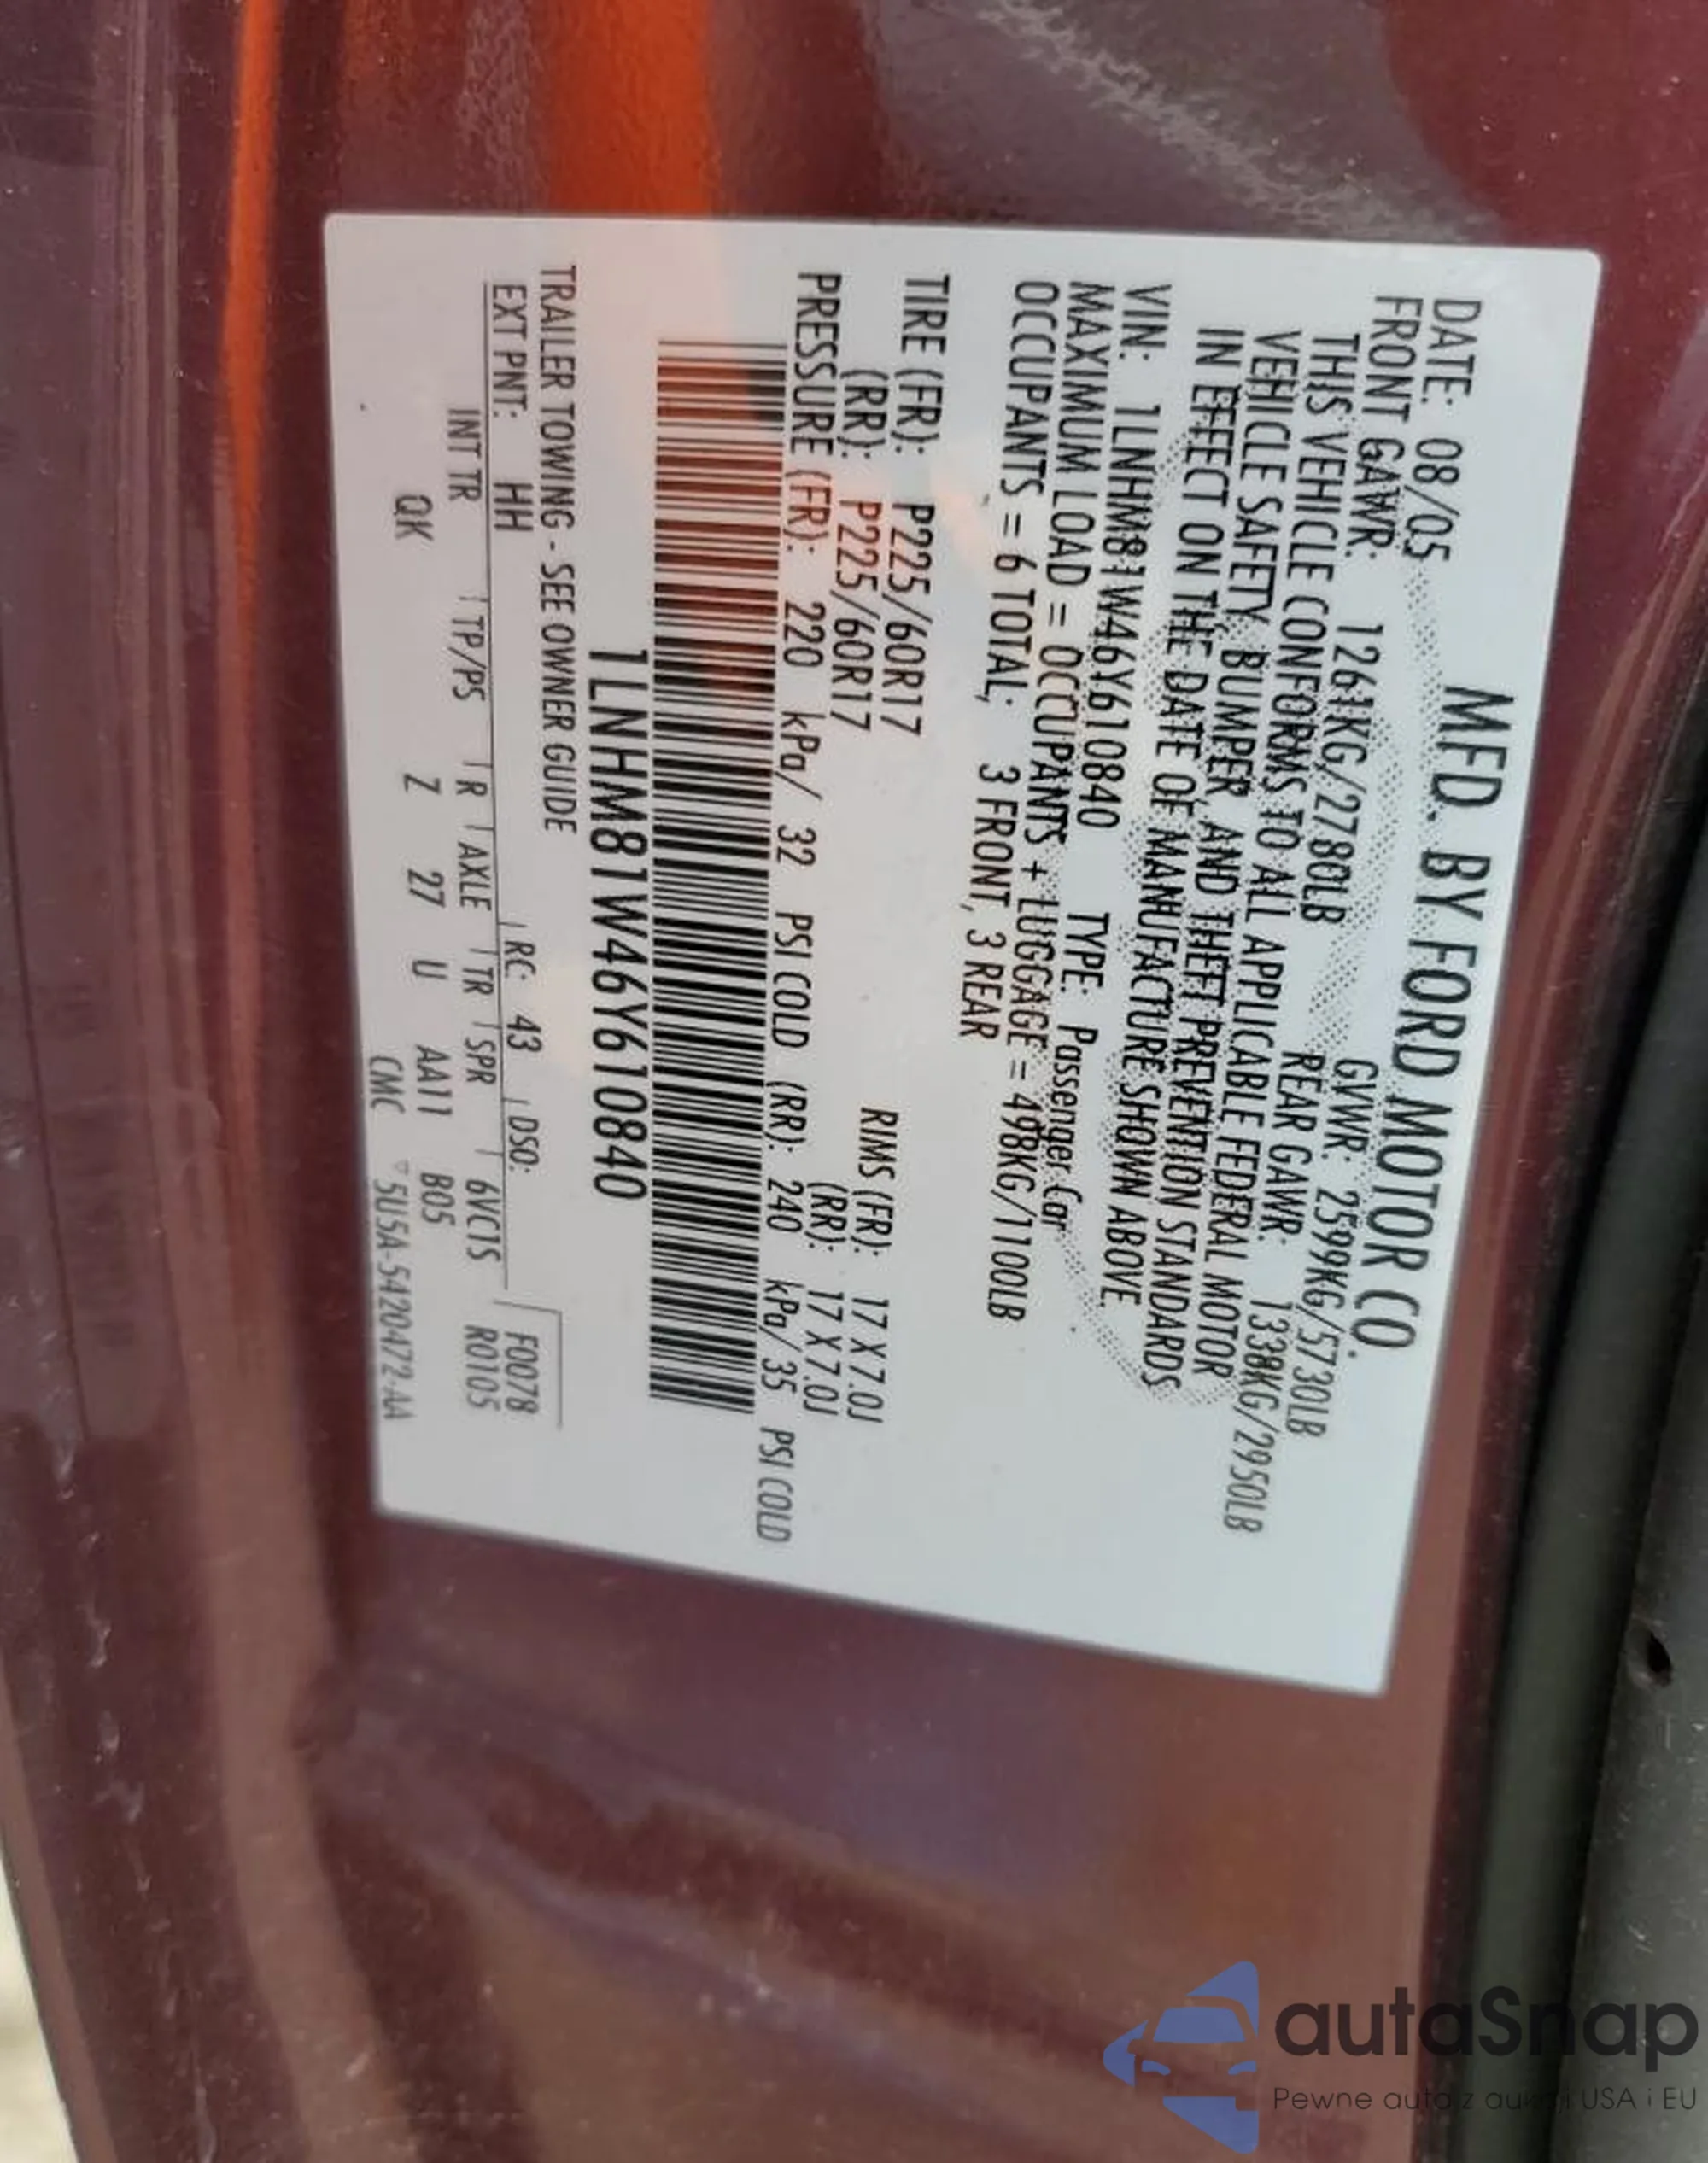 MFD. BY FORD MOTOR CO.
DATE: 08/05 GVWR: 2599KG/5730LB
FRONT GAWR: 1261KG/2780LB REAR GAWR: 1338KG/2950LB
THIS VEHICLE CONFORMS TO ALL APPLICABLE FEDERAL MOTOR
VEHICLE SAFETY, BUMPER, AND THEFT PREVENTION STANDARDS
IN EFFECT ON THE DATE OF MANUFACTURE SHOWN ABOVE.
VIN: 1LNHM81W46Y610840 TYPE: Passenger Car
MAXIMUM LOAD = OCCUPANTS + LUGGAGE = 498KG/1100LB
OCCUPANTS = 6 TOTAL; 3 FRONT, 3 REAR
TIRE (FR): P225/60R17 RIMS (FR): 17 X 7.0J
(RR): P225/60R17 (RR): 17 X 7.0J
PRESSURE (FR): 220 kPa/ 32 PSI COLD (RR): 240 kPa/ 35 PSI COLD
1LNHM81W46Y610840
TRAILER TOWING - SEE OWNER GUIDE
F0078
R0105
EXT PNT: HH RC: 43 DSO:
INT TR TP/PS R AXLE TR SPR 6VCTS
QK Z 27 U AA11 B05
CMC 5U5A-5420472-AA
autaSnap
Pewne auto z aukcji USA i EU